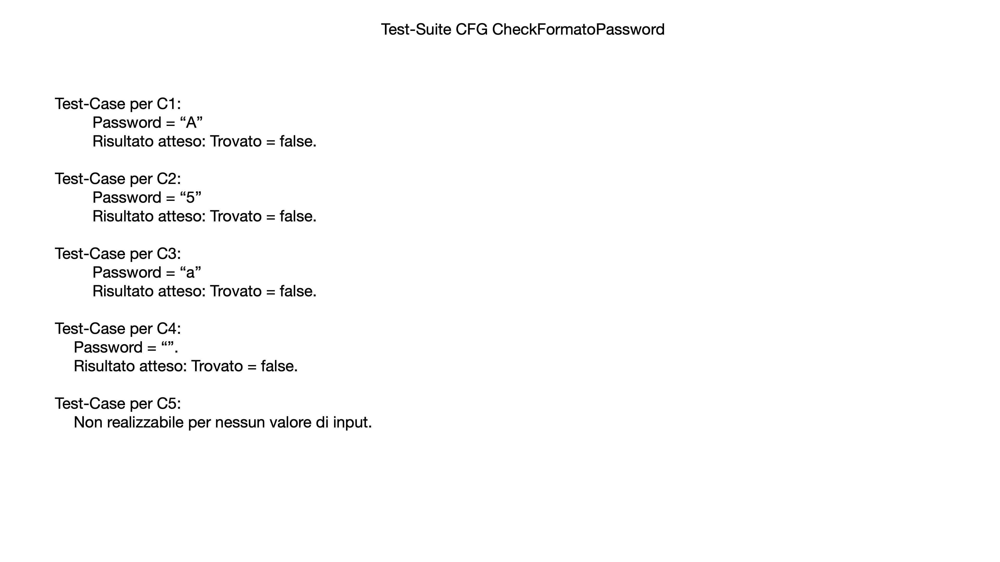 Test-Suite CFG CheckFormatoPassword
Test-Case per C1:
Password = “A”
Risultato atteso: Trovato = false.
Test-Case per C2:
Password = “5”
Risultato atteso: Trovato = false.
Test-Case per C3:
Password = “a”
Risultato atteso: Trovato = false.
Test-Case per C4:
Password = “”.
Risultato atteso: Trovato = false.
Test-Case per C5:
Non realizzabile per nessun valore di input.